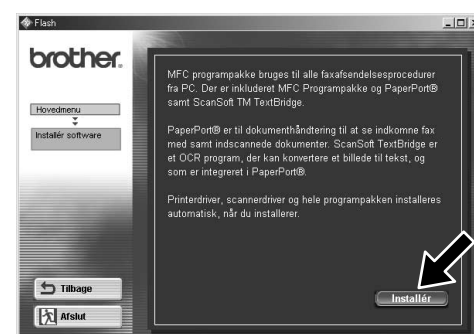 Flash
brother.
Hovedmenu
Installér software
MFC programpakke bruges til alle faxafsendelsesprocedurer
fra PC. Der er inkluderet MFC Programpakke og PaperPort®
samt ScanSoft TM TextBridge.
PaperPort® er til dokumenthåndtering til at se indkomne fax
med samt indscannede dokumenter. ScanSoft TextBridge er
et OCR program, der kan konvertere et billede til tekst, og
som er integreret i PaperPort®.
Printerdriver, scannerdriver og hele programpakken installeres
automatisk, når du installerer.
Installér
Tilbage
Afslut